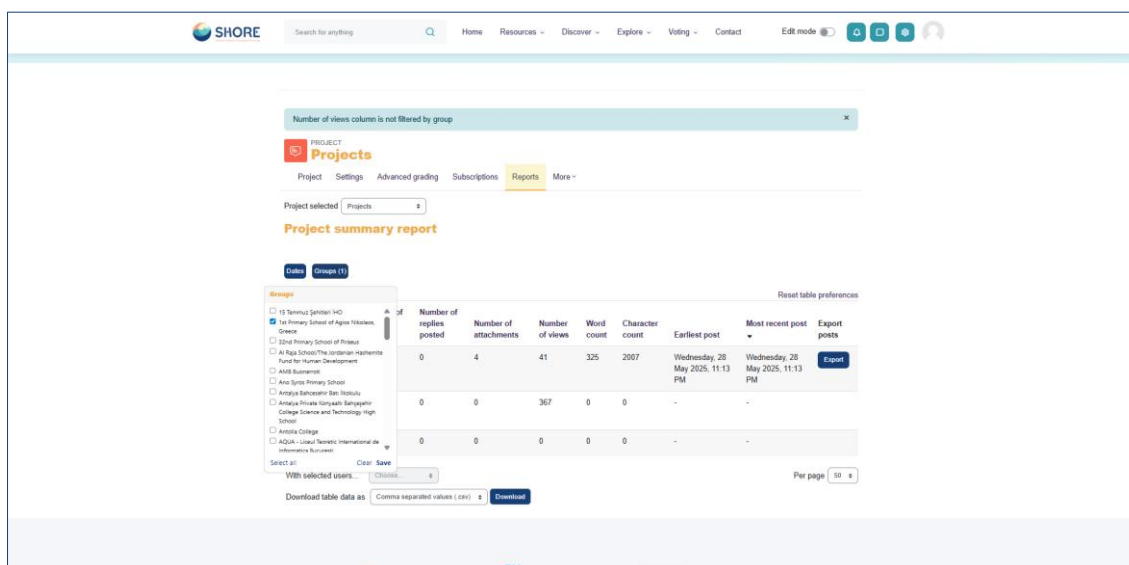 SHORE
Search for anything
Home Resources Discover Explore Voting Contact
Edit mode
Number of views column is not filtered by group
×
PROJECT
Projects
Project Settings Advanced grading Subscriptions Reports More
Project selected Projects
Project summary report
Dates Groups (1)
Groups
Reset table preferences
15 Temmuz Şehitleri İHO
1st Primary School of Agios Nikolaos, Greece
32nd Primary School of Piraeus
Al Raja School/The Jordanian Hashemite Fund for Human Development
AMB Buonarroti
Ano Syros Primary School
Antalya Bahcesehir Batı İlkokulu
Antalya Private Konyaaltı Bahçeşehir College Science and Technology High School
Antolia College
AQUA - Liceul Teoretic International de Informatica Bucuresti
Select all Clear Save
of Number of replies posted Number of attachments Number of views Word count Character count Earliest post Most recent post Export posts
0 4 41 325 2007 Wednesday, 28 May 2025, 11:13 PM Wednesday, 28 May 2025, 11:13 PM Export
0 0 367 0 0 - -
0 0 0 0 0 - -
With selected users... Choose...
Per page 50
Download table data as Comma separated values (.csv) Download